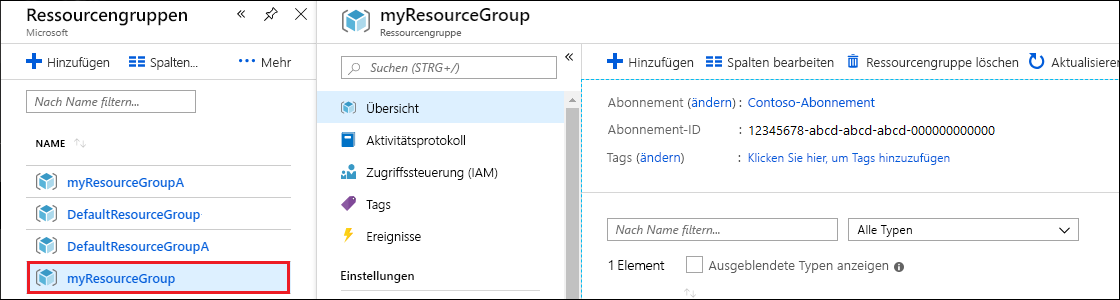 Ressourcengruppen
Microsoft
Hinzufügen Spalten... Mehr
Nach Name filtern...
NAME
myResourceGroupA
DefaultResourceGroup
DefaultResourceGroupA
myResourceGroup
myResourceGroup
Ressourcengruppe
Suchen (STRG+/)
Übersicht
Aktivitätsprotokoll
Zugriffssteuerung (IAM)
Tags
Ereignisse
Einstellungen
Hinzufügen Spalten bearbeiten Ressourcengruppe löschen Aktualisieren
Abonnement (ändern) : Contoso-Abonnement
Abonnement-ID : 12345678-abcd-abcd-abcd-000000000000
Tags (ändern) : Klicken Sie hier, um Tags hinzuzufügen
Nach Name filtern... Alle Typen
1 Element Ausgeblendete Typen anzeigen